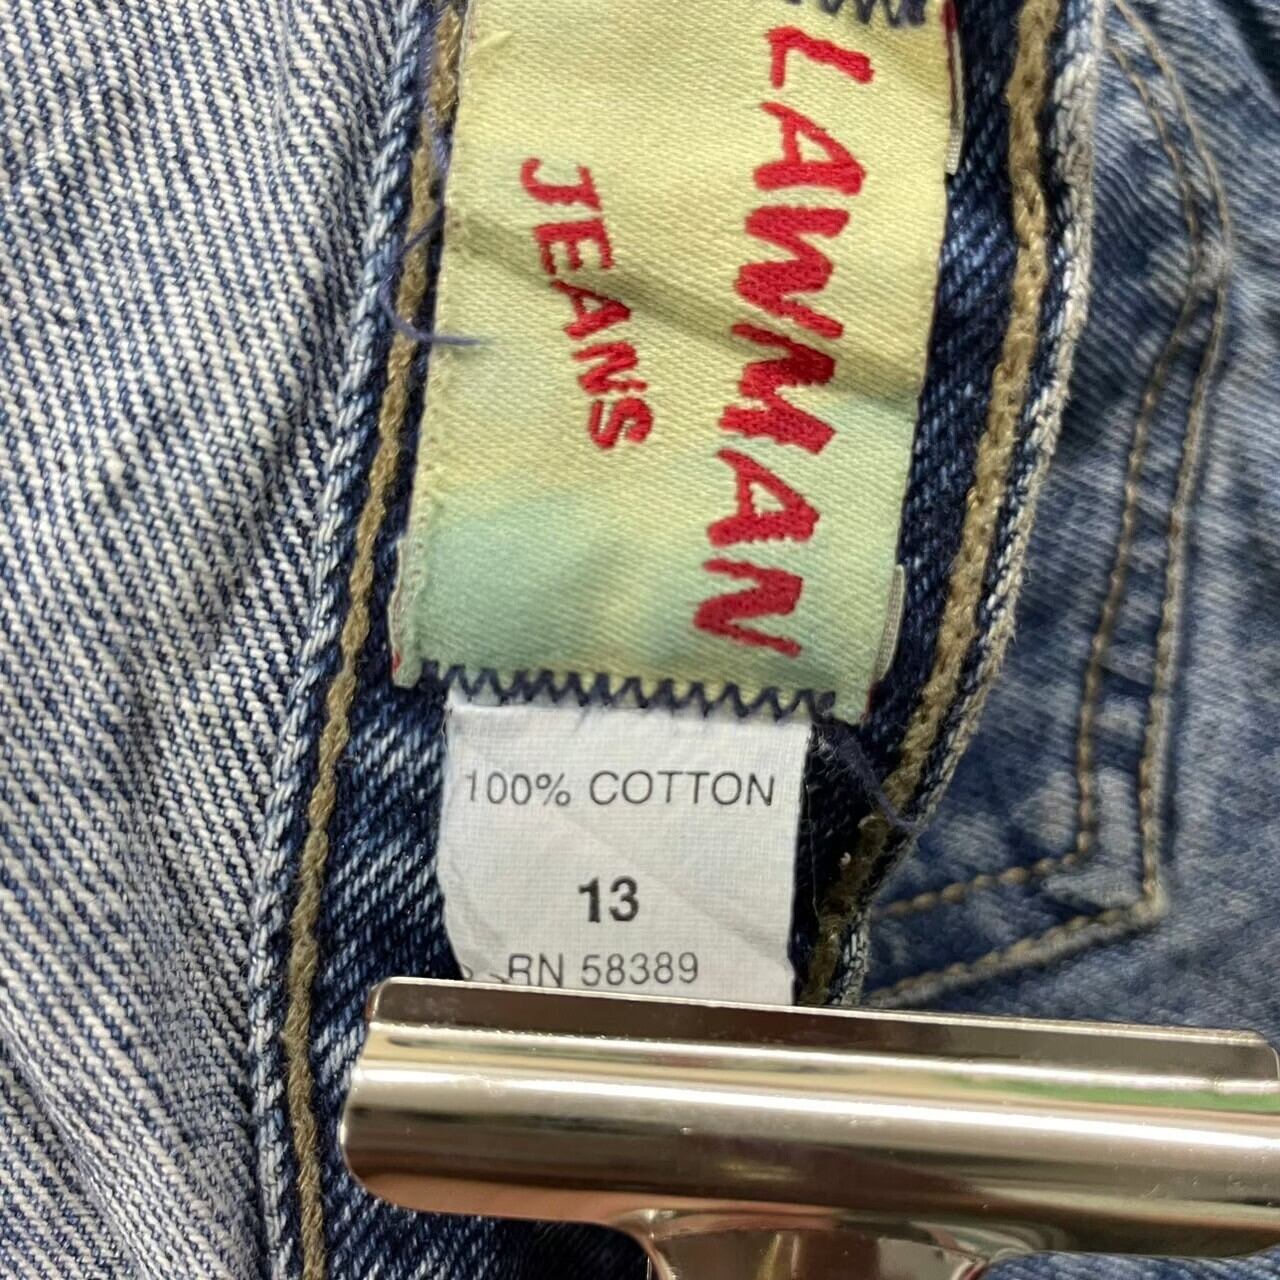 LAWMAN
JEANS
100% COTTON
13
RN 58389